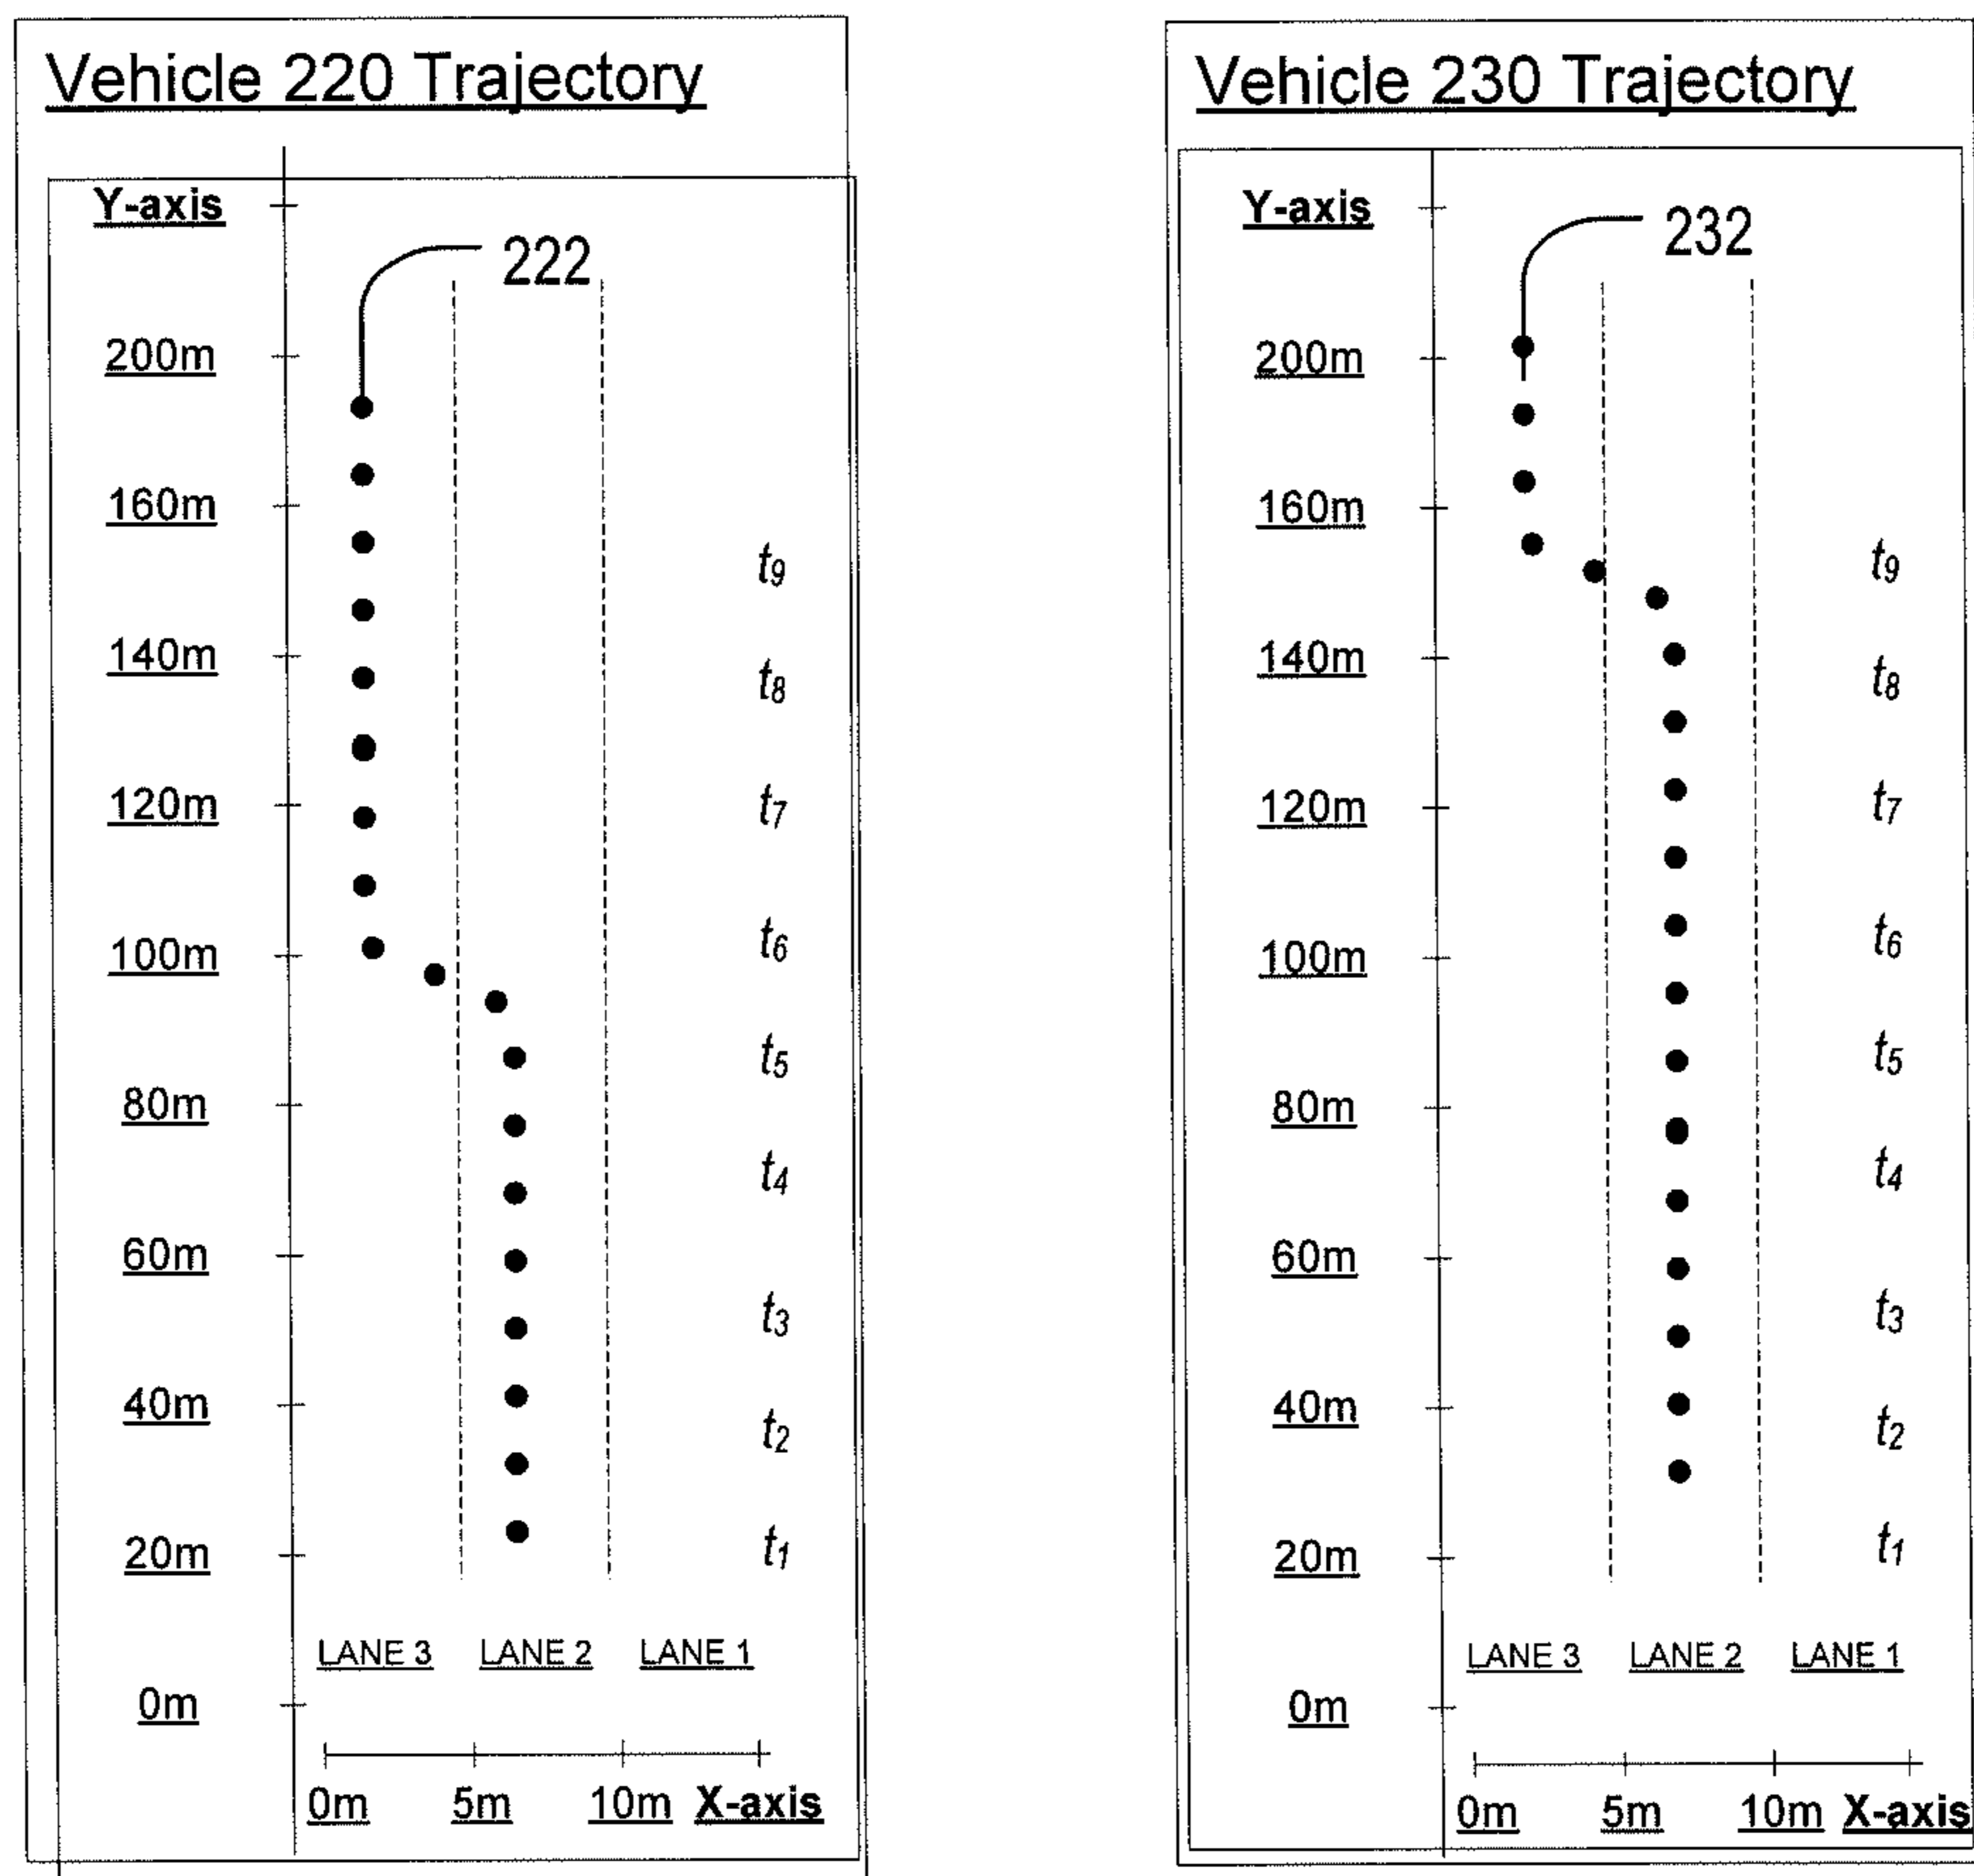 Vehicle 220 Trajectory
Y-axis
222
200m
160m
t9
140m
t8
120m
t7
100m
t6
80m
t5
t4
60m
t3
40m
t2
20m
t1
LANE 3 LANE 2 LANE 1
0m
0m 5m 10m X-axis
Vehicle 230 Trajectory
Y-axis
232
200m
160m
t9
140m
t8
120m
t7
100m
t6
80m
t5
t4
60m
t3
40m
t2
20m
t1
LANE 3 LANE 2 LANE 1
0m
0m 5m 10m X-axis